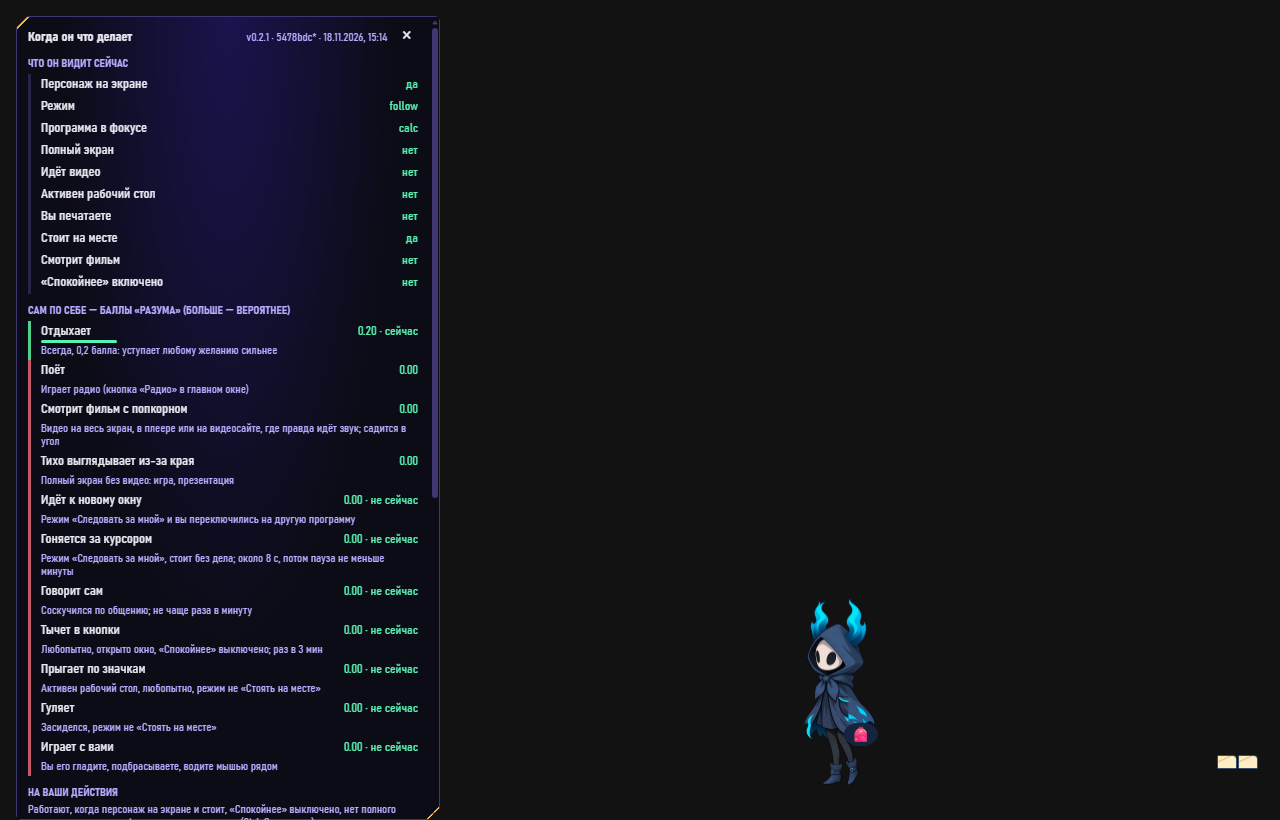 Когда он что делает
v0.2.1 · 5478bdc* · 18.11.2026, 15:14
ЧТО ОН ВИДИТ СЕЙЧАС
Персонаж на экране да
Режим follow
Программа в фокусе calc
Полный экран нет
Идёт видео нет
Активен рабочий стол нет
Вы печатаете нет
Стоит на месте да
Смотрит фильм нет
«Спокойнее» включено нет
САМ ПО СЕБЕ — БАЛЛЫ «РАЗУМА» (БОЛЬШЕ — ВЕРОЯТНЕЕ)
Отдыхает 0.20 · сейчас
Всегда, 0,2 балла: уступает любому желанию сильнее
Поёт 0.00
Играет радио (кнопка «Радио» в главном окне)
Смотрит фильм с попкорном 0.00
Видео на весь экран, в плеере или на видеосайте, где правда идёт звук; садится в
угол
Тихо выглядывает из-за края 0.00
Полный экран без видео: игра, презентация
Идёт к новому окну 0.00 · не сейчас
Режим «Следовать за мной» и вы переключились на другую программу
Гоняется за курсором 0.00 · не сейчас
Режим «Следовать за мной», стоит без дела; около 8 с, потом пауза не меньше
минуты
Говорит сам 0.00 · не сейчас
Соскучился по общению; не чаще раза в минуту
Тычет в кнопки 0.00 · не сейчас
Любопытно, открыто окно, «Спокойнее» выключено; раз в 3 мин
Прыгает по значкам 0.00 · не сейчас
Активен рабочий стол, любопытно, режим не «Стоять на месте»
Гуляет 0.00 · не сейчас
Засиделся, режим не «Стоять на месте»
Играет с вами 0.00 · не сейчас
Вы его гладите, подбрасываете, водите мышью рядом
НА ВАШИ ДЕЙСТВИЯ
Работают, когда персонаж на экране и стоит, «Спокойнее» выключено, нет полного